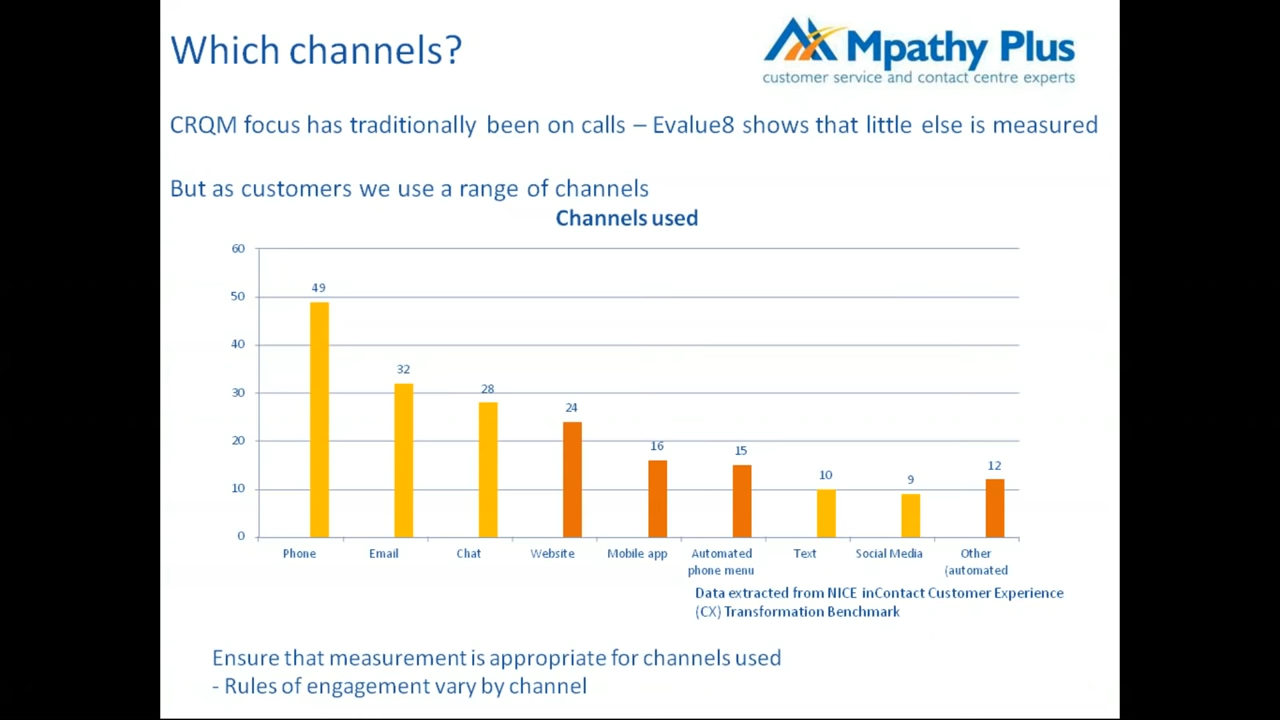 Which channels?
Mpathy Plus
customer service and contact centre experts
CRQM focus has traditionally been on calls – Evalue8 shows that little else is measured
But as customers we use a range of channels
Channels used
60
50
40
30
20
10
0
49
32
28
24
16
15
10
9
12
Phone
Email
Chat
Website
Mobile app
Automated
phone menu
Text
Social Media
Other
(automated
Data extracted from NICE inContact Customer Experience
(CX) Transformation Benchmark
Ensure that measurement is appropriate for channels used
- Rules of engagement vary by channel